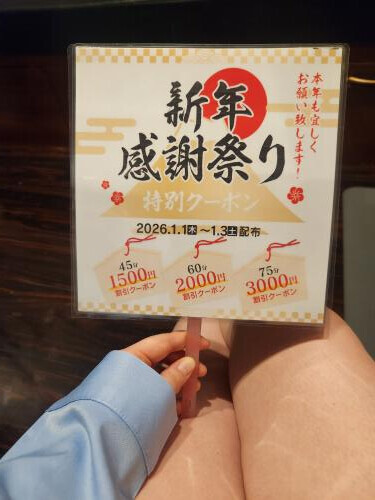 新年
感謝祭り
本年も宜しく
お願い致します!
特別クーポン
2026.1.1木~1.3土配布
45分
1500円
割引クーポン
60分
2000円
割引クーポン
75分
3000円
割引クーポン